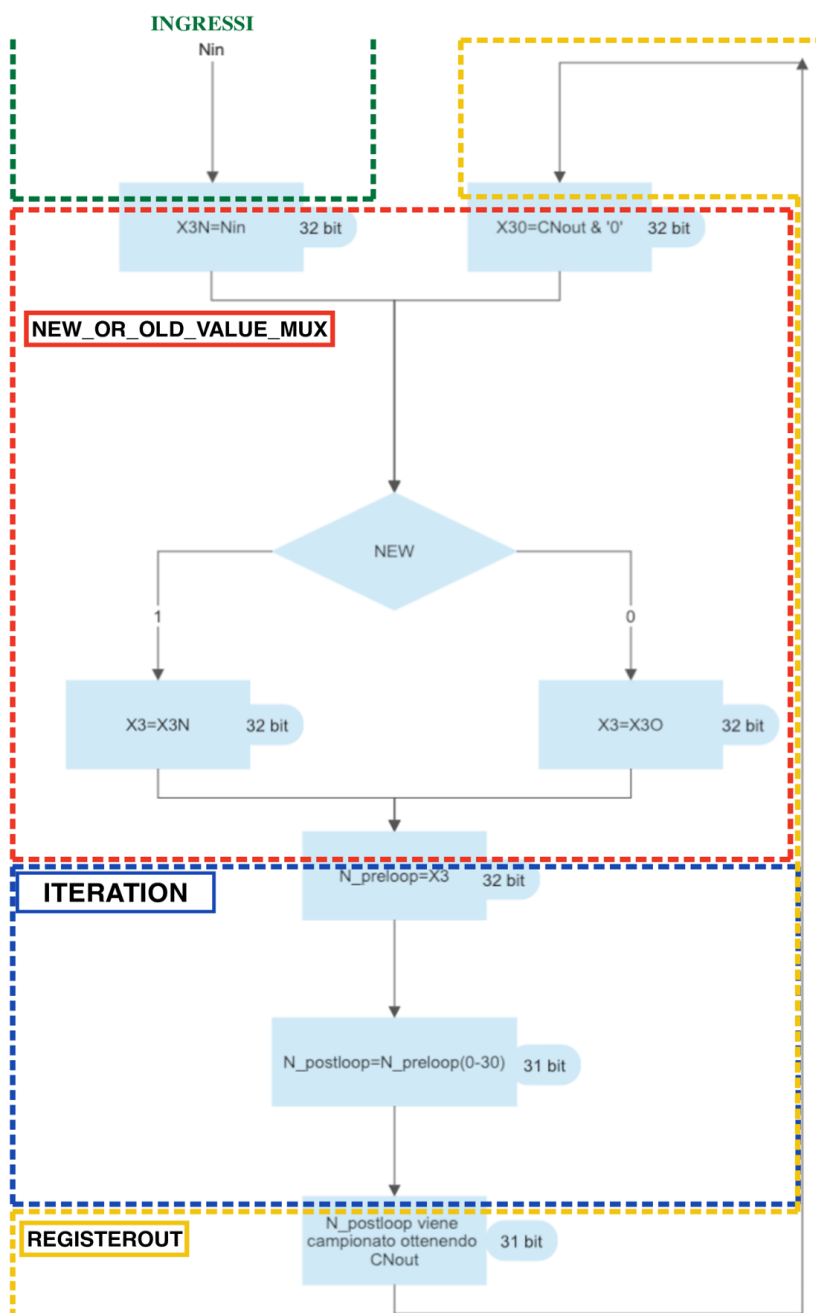 INGRESSI
Nin
X3N=Nin
32 bit
X30=CNout & '0'
32 bit
NEW_OR_OLD_VALUE_MUX
NEW
1
0
X3=X3N
32 bit
X3=X3O
32 bit
N_preloop=X3
32 bit
ITERATION
N_postloop=N_preloop(0-30)
31 bit
N_postloop viene
campionato ottenendo
CNout
31 bit
REGISTEROUT